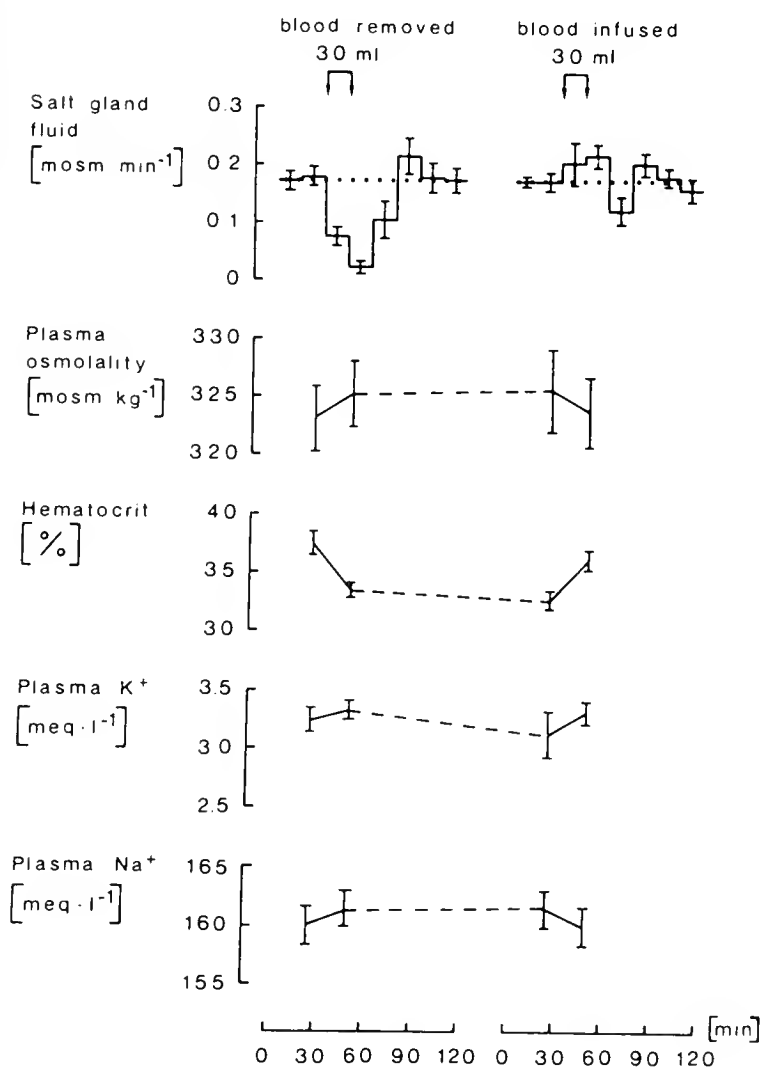 blood removed
30 ml
blood infused
30 ml
Salt gland
fluid
[mosm min⁻¹]
0.3
0 2
0 1
0
Plasma
osmolality
[mosm kg⁻¹]
330
325
320
Hematocrit
[%]
40
35
30
Plasma K⁺
[meq·l⁻¹]
3.5
3.0
2.5
Plasma Na⁺
[meq·l⁻¹]
165
160
155
[min]
0 30 60 90 120 0 30 60 90 120